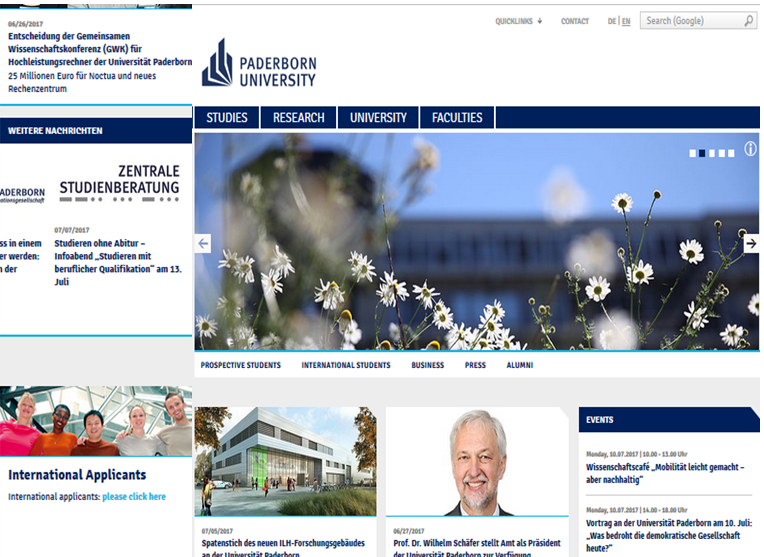 06/26/2017
Entscheidung der Gemeinsamen
Wissenschaftskonferenz (GWK) für
Hochleistungsrechner der Universität Paderborn
25 Millionen Euro für Noctua und neues
Rechenzentrum
WEITERE NACHRICHTEN
ADERBORN
ationsgesellschaft
ZENTRALE
STUDIENBERATUNG
ss in einem
er werden:
n der
07/07/2017
Studieren ohne Abitur –
Infoabend „Studieren mit
beruflicher Qualifikation“ am 13.
Juli
International Applicants
International applicants: please click here
QUICKLINKS
CONTACT
DE | EN
Search (Google)
PADERBORN
UNIVERSITY
STUDIES
RESEARCH
UNIVERSITY
FACULTIES
PROSPECTIVE STUDENTS
INTERNATIONAL STUDENTS
BUSINESS
PRESS
ALUMNI
07/05/2017
Spatenstich des neuen ILH-Forschungsgebäudes
an der Universität Paderborn
06/27/2017
Prof. Dr. Wilhelm Schäfer stellt Amt als Präsident
der Universität Paderborn zur Verfügung
EVENTS
Monday, 10.07.2017 | 10.00 - 13.00 Uhr
Wissenschaftscafé „Mobilität leicht gemacht –
aber nachhaltig“
Monday, 10.07.2017 | 14.00 - 18.00 Uhr
Vortrag an der Universität Paderborn am 10. Juli:
„Was bedroht die demokratische Gesellschaft
heute?“